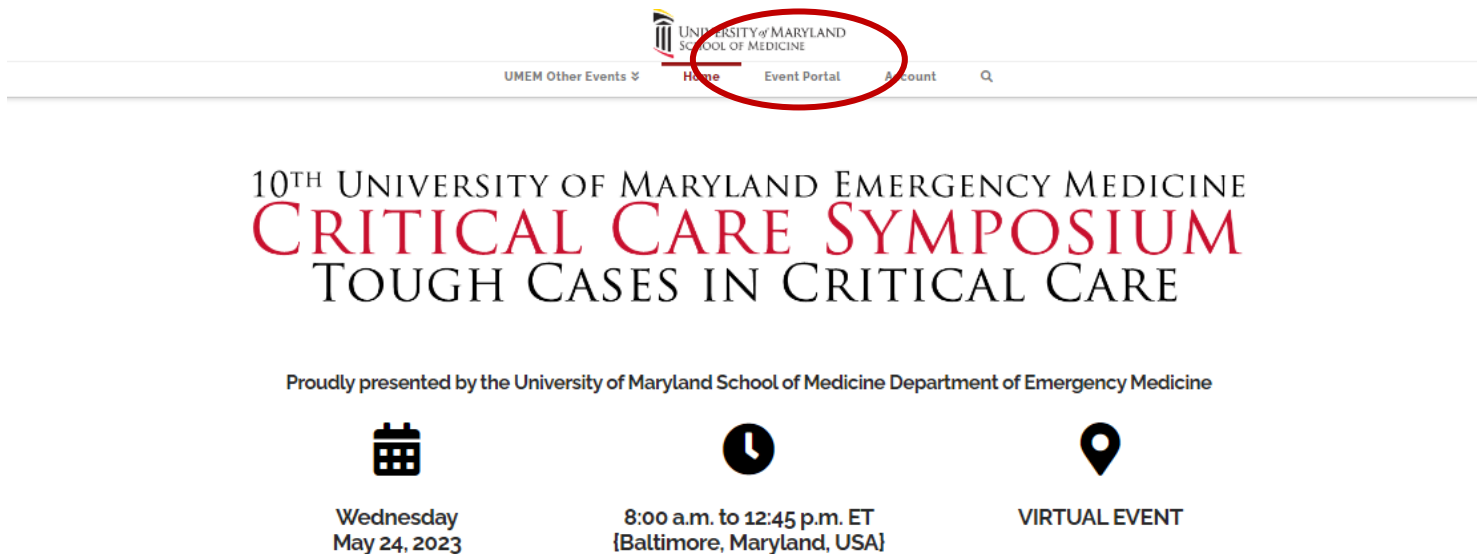 UNIVERSITY of MARYLAND
SCHOOL OF MEDICINE
UMEM Other Events Home Event Portal Account
10TH UNIVERSITY OF MARYLAND EMERGENCY MEDICINE
CRITICAL CARE SYMPOSIUM
TOUGH CASES IN CRITICAL CARE
Proudly presented by the University of Maryland School of Medicine Department of Emergency Medicine
Wednesday
May 24, 2023
8:00 a.m. to 12:45 p.m. ET
{Baltimore, Maryland, USA}
VIRTUAL EVENT